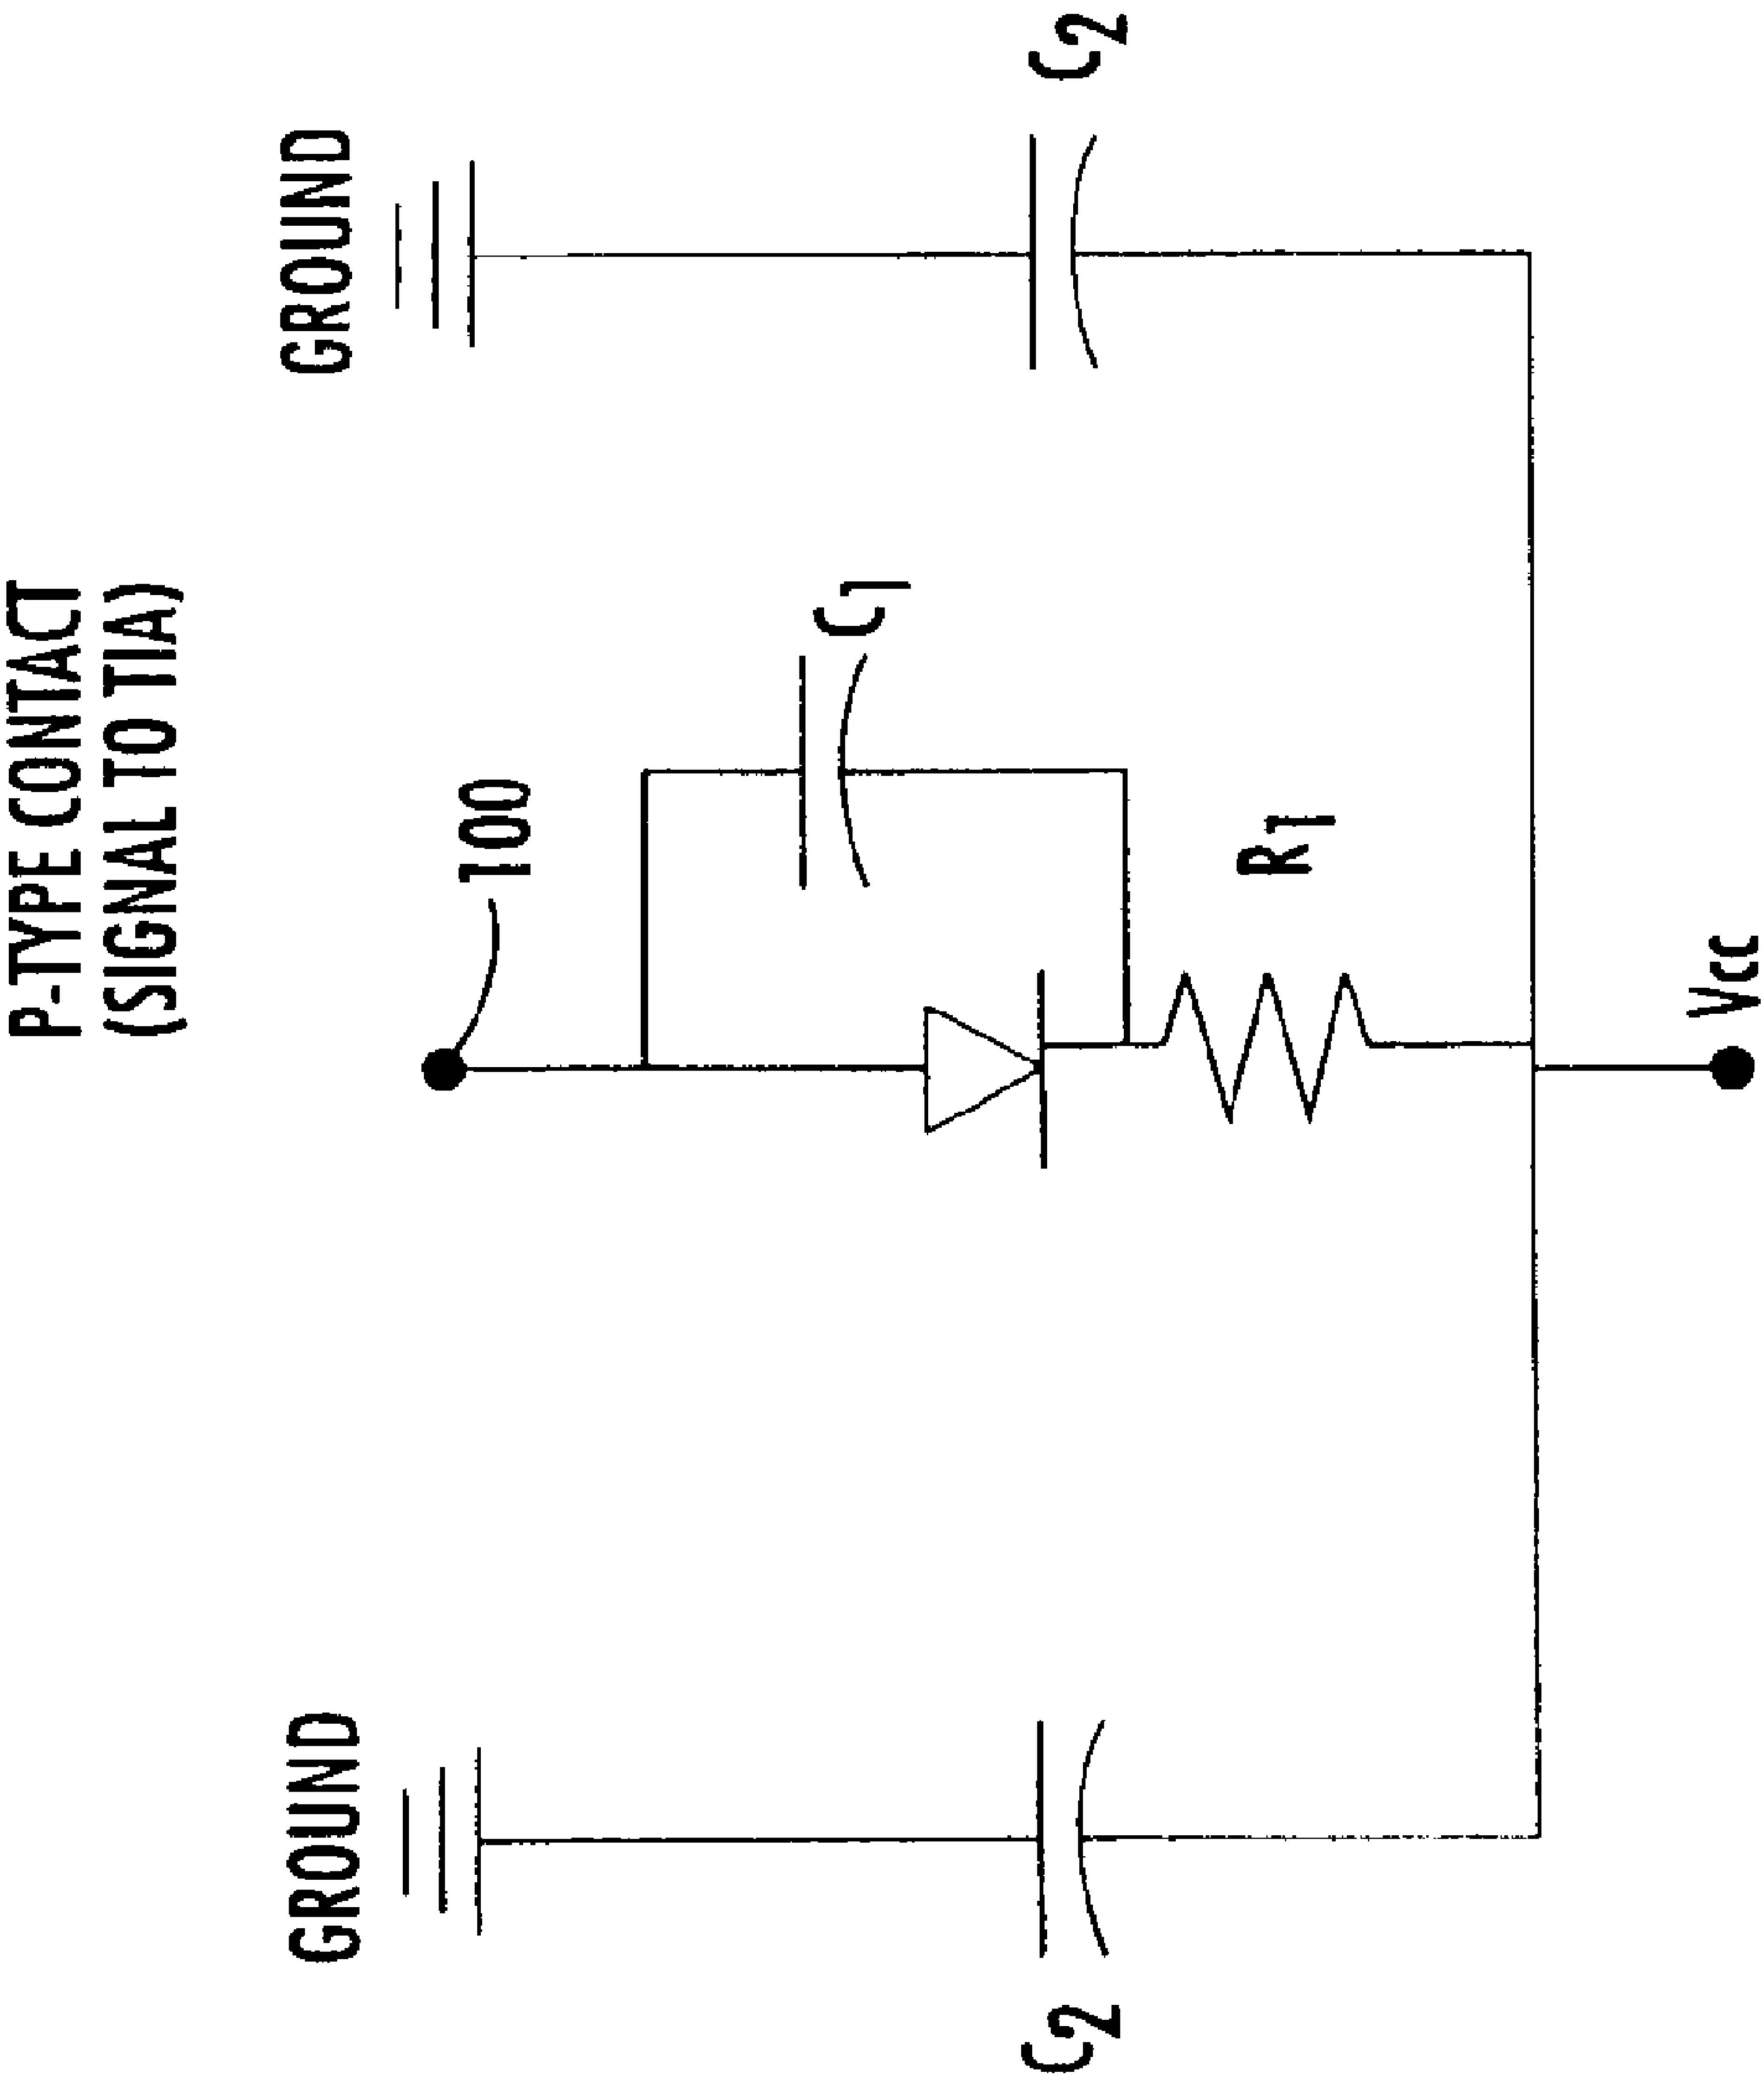 P-TYPE CONTACT
(SIGNAL TO TIA)
GROUND
GROUND
100
C1
C2
C2
R1
Vcc